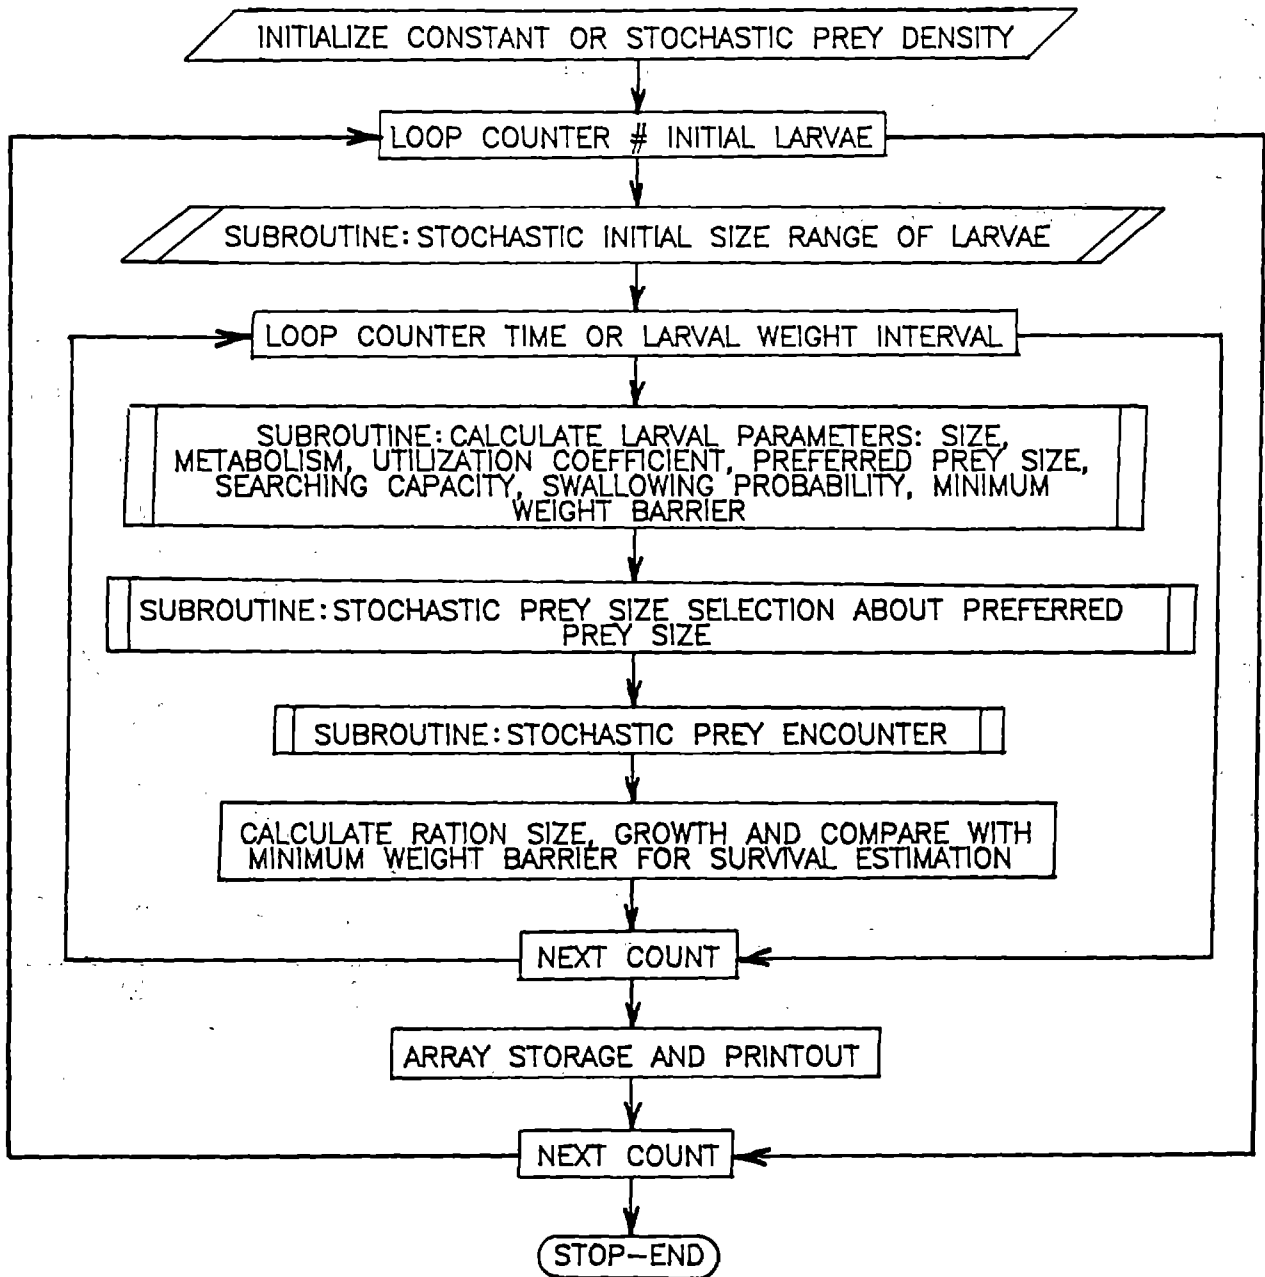 INITIALIZE CONSTANT OR STOCHASTIC PREY DENSITY
LOOP COUNTER # INITIAL LARVAE
SUBROUTINE: STOCHASTIC INITIAL SIZE RANGE OF LARVAE
LOOP COUNTER TIME OR LARVAL WEIGHT INTERVAL
SUBROUTINE: CALCULATE LARVAL PARAMETERS: SIZE,
METABOLISM, UTILIZATION COEFFICIENT, PREFERRED PREY SIZE,
SEARCHING CAPACITY, SWALLOWING PROBABILITY, MINIMUM
WEIGHT BARRIER
SUBROUTINE: STOCHASTIC PREY SIZE SELECTION ABOUT PREFERRED
PREY SIZE
SUBROUTINE: STOCHASTIC PREY ENCOUNTER
CALCULATE RATION SIZE, GROWTH AND COMPARE WITH
MINIMUM WEIGHT BARRIER FOR SURVIVAL ESTIMATION
NEXT COUNT
ARRAY STORAGE AND PRINTOUT
NEXT COUNT
STOP-END